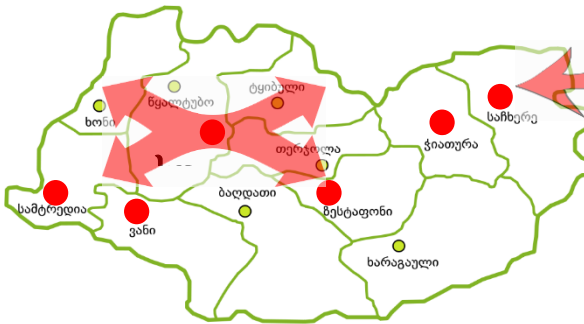 ტყიბული
წყალტუბო
ხონი
საჩხერე
ჭიათურა
თერჯოლა
ბაღდათი
სამტრედია
ზესტაფონი
ვანი
ხარაგაული